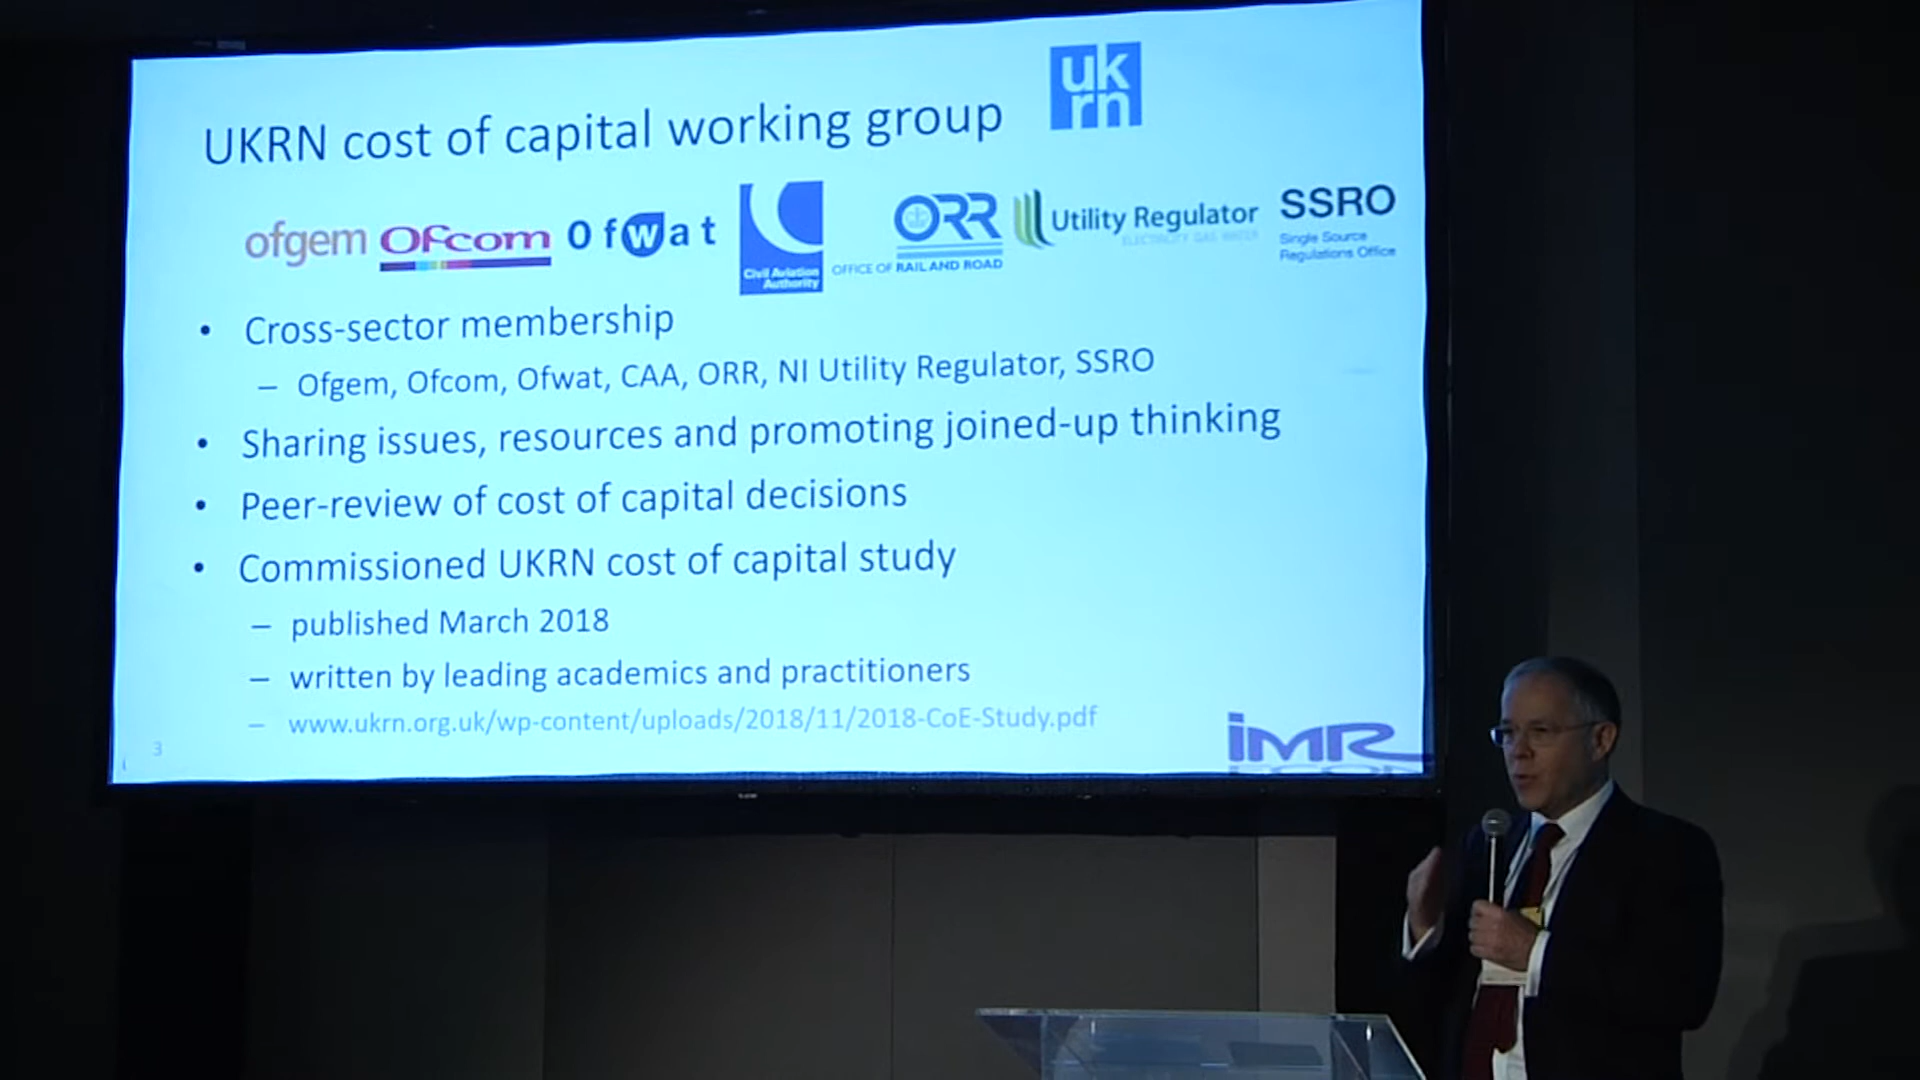 UKRN cost of capital working group
uk
rn
ofgem Ofcom Ofwat
Civil Aviation
Authority
ORR
OFFICE OF RAIL AND ROAD
Utility Regulator
ELECTRICITY GAS WATER
SSRO
Single Source
Regulations Office
• Cross-sector membership
– Ofgem, Ofcom, Ofwat, CAA, ORR, NI Utility Regulator, SSRO
• Sharing issues, resources and promoting joined-up thinking
• Peer-review of cost of capital decisions
• Commissioned UKRN cost of capital study
– published March 2018
– written by leading academics and practitioners
– www.ukrn.org.uk/wp-content/uploads/2018/11/2018-CoE-Study.pdf
3
iMR